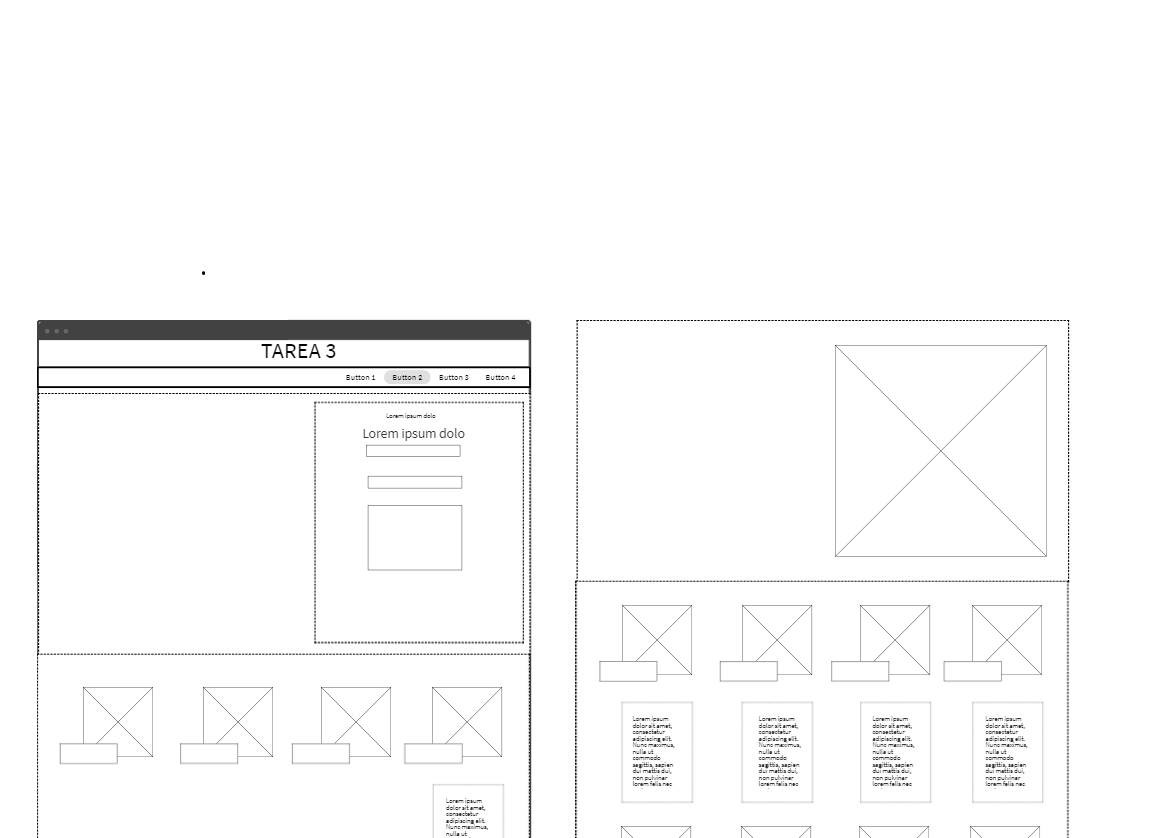 TAREA 3
Button 1 Button 2 Button 3 Button 4
Lorem ipsum dolo
Lorem ipsum dolo
Lorem ipsum
dolor sit amet,
consectetur
adipiscing elit.
Nunc maximus,
nulla ut
Lorem ipsum
dolor sit amet,
consectetur
adipiscing elit.
Nunc maximus,
nulla ut
commodo
sagittis, sapien
dui mattis dui,
non pulvinar
lorem felis nec
Lorem ipsum
dolor sit amet,
consectetur
adipiscing elit.
Nunc maximus,
nulla ut
commodo
sagittis, sapien
dui mattis dui,
non pulvinar
lorem felis nec
Lorem ipsum
dolor sit amet,
consectetur
adipiscing elit.
Nunc maximus,
nulla ut
commodo
sagittis, sapien
dui mattis dui,
non pulvinar
lorem felis nec
Lorem ipsum
dolor sit amet,
consectetur
adipiscing elit.
Nunc maximus,
nulla ut
commodo
sagittis, sapien
dui mattis dui,
non pulvinar
lorem felis nec